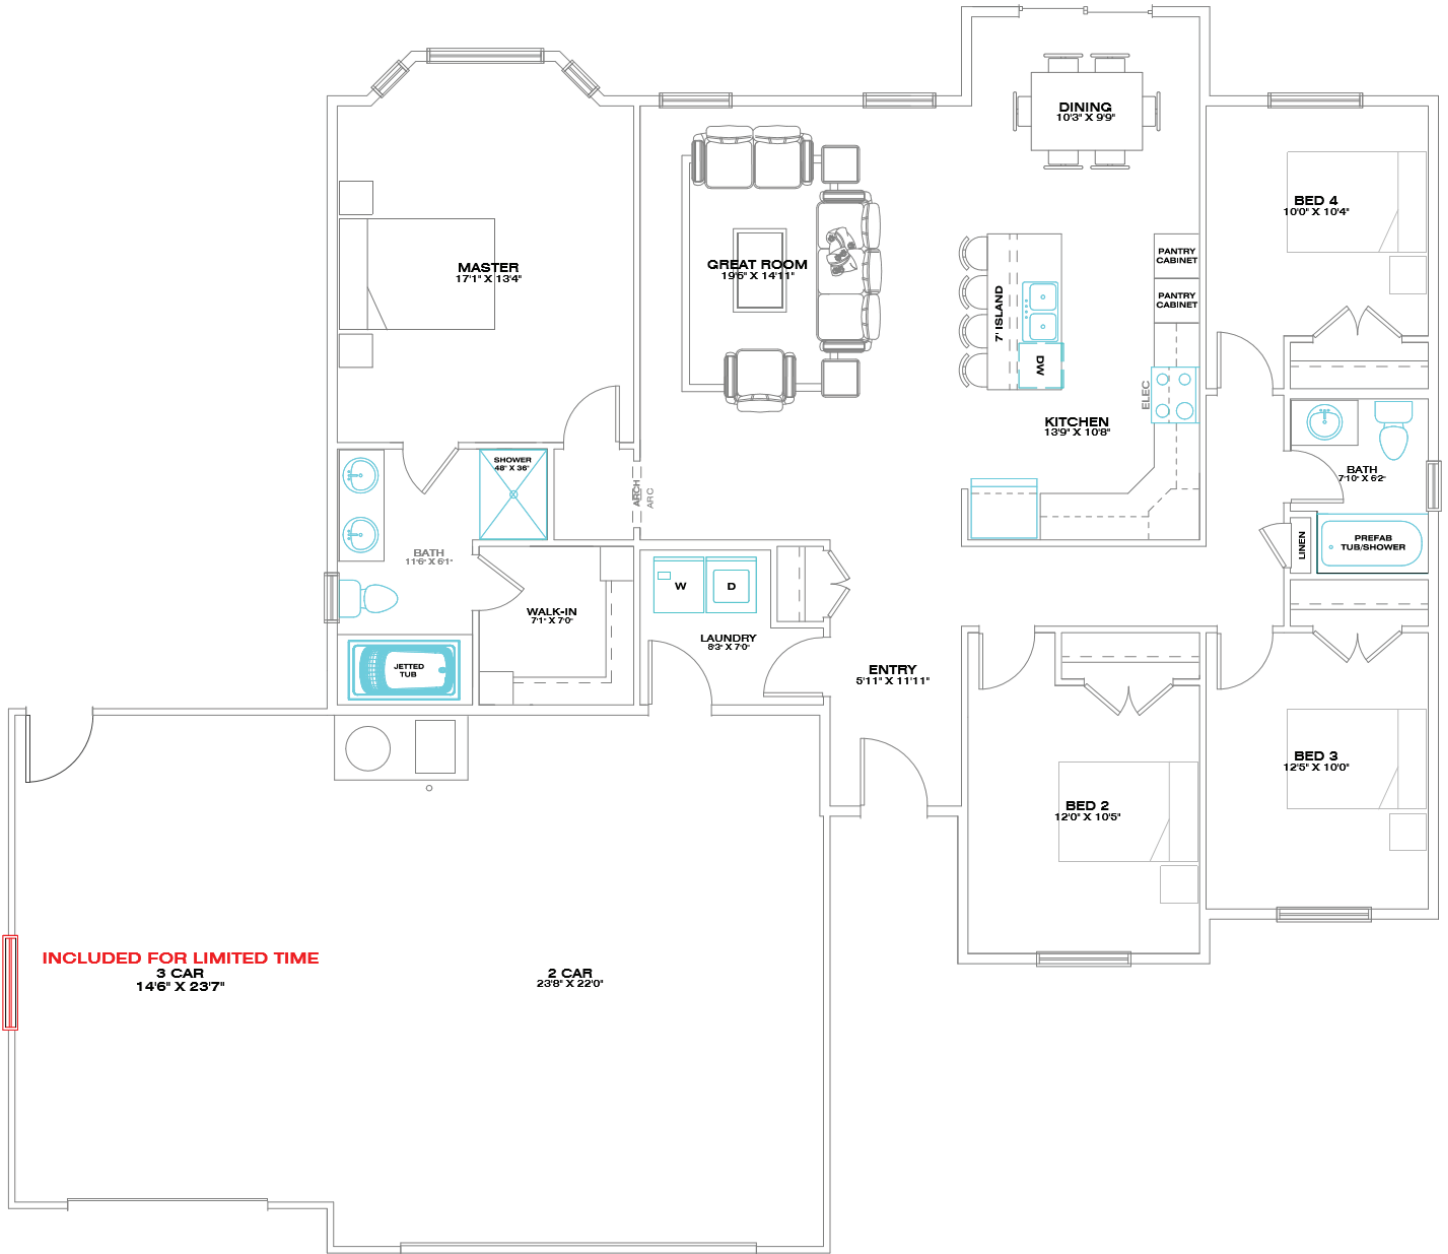 DINING
10'3" X 9'9"
BED 4
10'0" X 10'4"
MASTER
17'1" X 13'4"
GREAT ROOM
19'6" X 14'11"
PANTRY
CABINET
PANTRY
CABINET
7' ISLAND
DW
ELEC
KITCHEN
13'9" X 10'8"
SHOWER
48" X 36"
ARCH
ARC
BATH
7'10" X 6'2"
BATH
11'6" X 6'1"
LINEN
PREFAB
TUB/SHOWER
W
D
WALK-IN
7'1" X 7'0"
LAUNDRY
8'3" X 7'0"
JETTED
TUB
ENTRY
5'11" X 11'11"
BED 3
12'5" X 10'0"
BED 2
12'0" X 10'5"
INCLUDED FOR LIMITED TIME
3 CAR
14'6" X 23'7"
2 CAR
23'8" X 22'0"